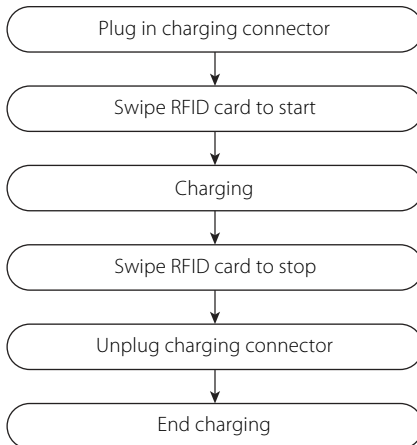 Plug in charging connector
Swipe RFID card to start
Charging
Swipe RFID card to stop
Unplug charging connector
End charging